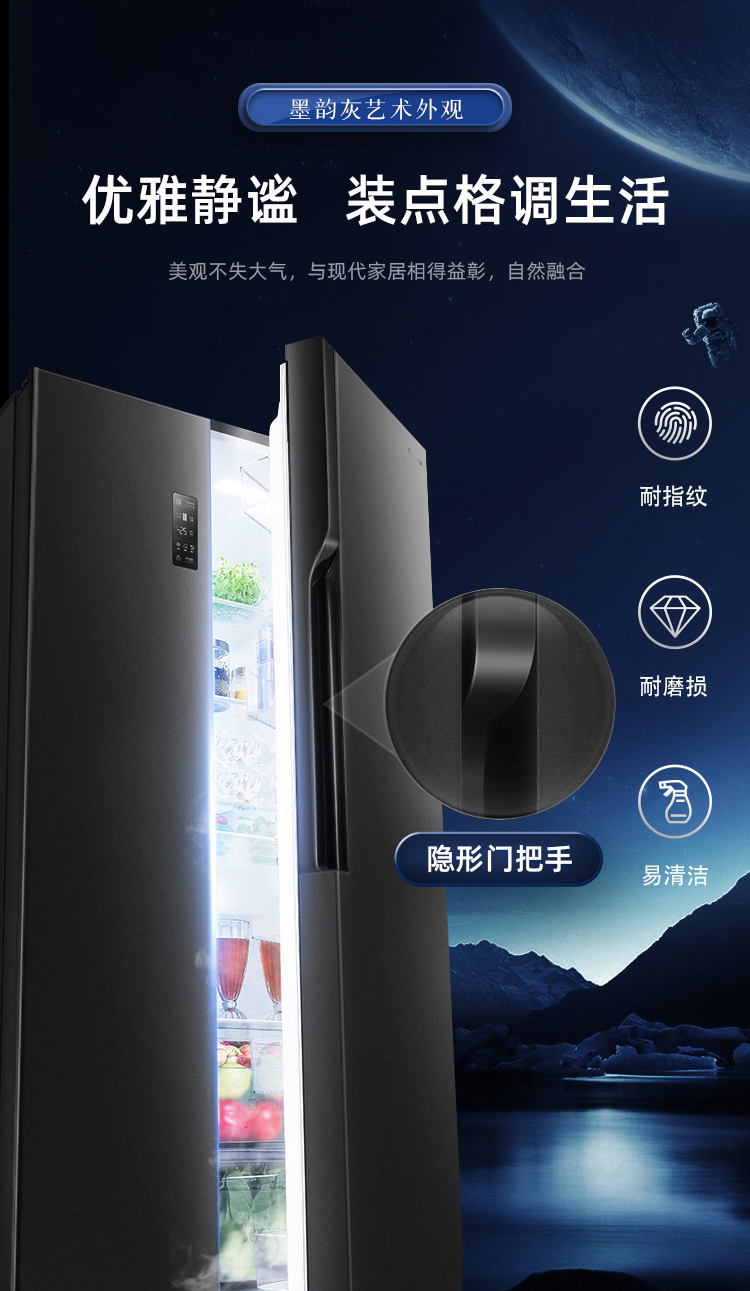 墨韵灰艺术外观
优雅静谧 装点格调生活
美观不失大气，与现代家居相得益彰，自然融合
耐指纹
-25
耐磨损
隐形门把手
易清洁